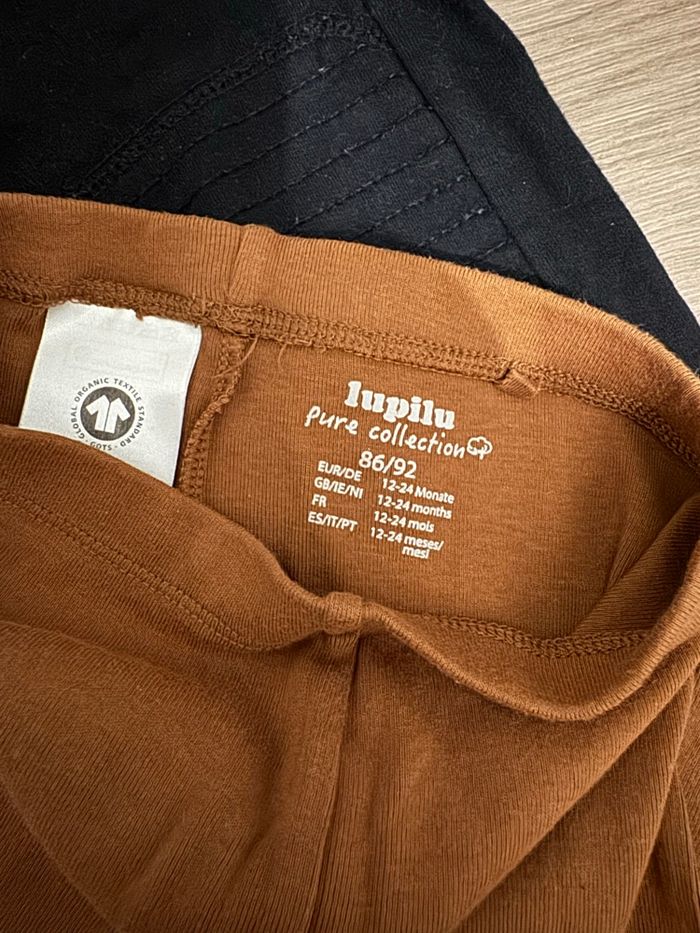 GLOBAL ORGANIC TEXTILE STANDARD · GOTS ·
lupilu
pure collection
86/92
EUR/DE 12-24 Monate
GB/IE/NI 12-24 months
FR 12-24 mois
ES/IT/PT 12-24 meses/
mesi